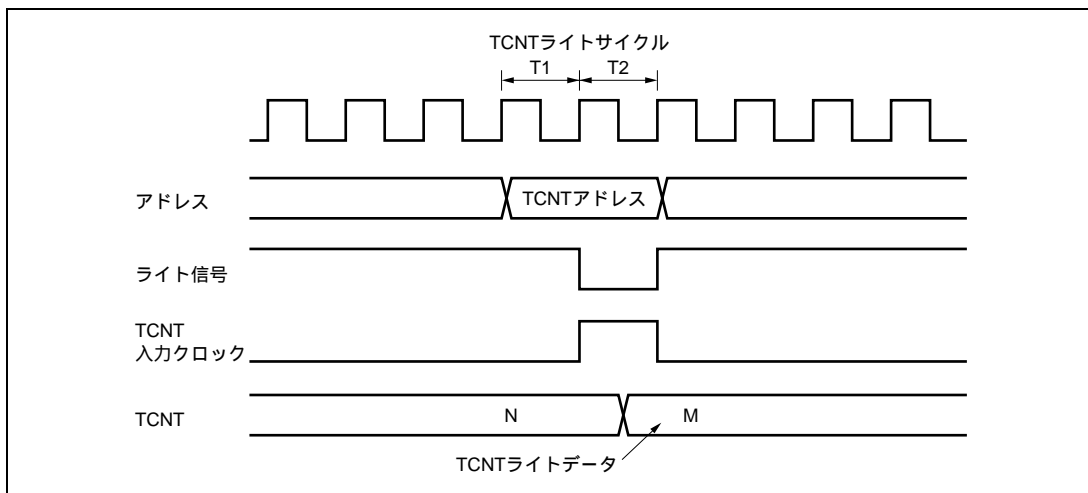 TCNTライトサイクル
T1 T2
アドレス
TCNTアドレス
ライト信号
TCNT
入力クロック
TCNT
N M
TCNTライトデータ